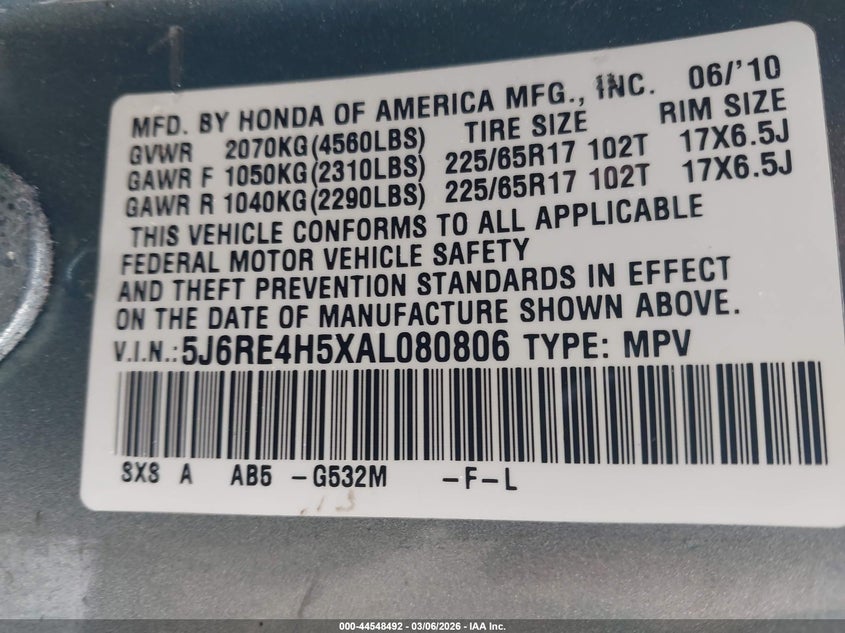 MFD. BY HONDA OF AMERICA MFG., INC. 06/'10
GVWR 2070KG(4560LBS) TIRE SIZE RIM SIZE
GAWR F 1050KG(2310LBS) 225/65R17 102T 17X6.5J
GAWR R 1040KG(2290LBS) 225/65R17 102T 17X6.5J
THIS VEHICLE CONFORMS TO ALL APPLICABLE
FEDERAL MOTOR VEHICLE SAFETY
AND THEFT PREVENTION STANDARDS IN EFFECT
ON THE DATE OF MANUFACTURE SHOWN ABOVE.
V.I.N.:5J6RE4H5XAL080806 TYPE: MPV
SXS A AB5 -G532M -F-L
000-44548492 - 03/06/2026 - IAA Inc.